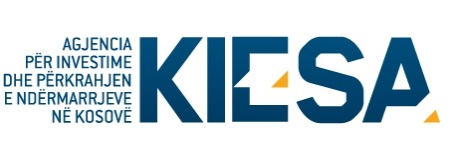 AGJENCIA
PËR INVESTIME
DHE PËRKRAHJEN
E NDËRMARRJEVE
NË KOSOVË
KIESA